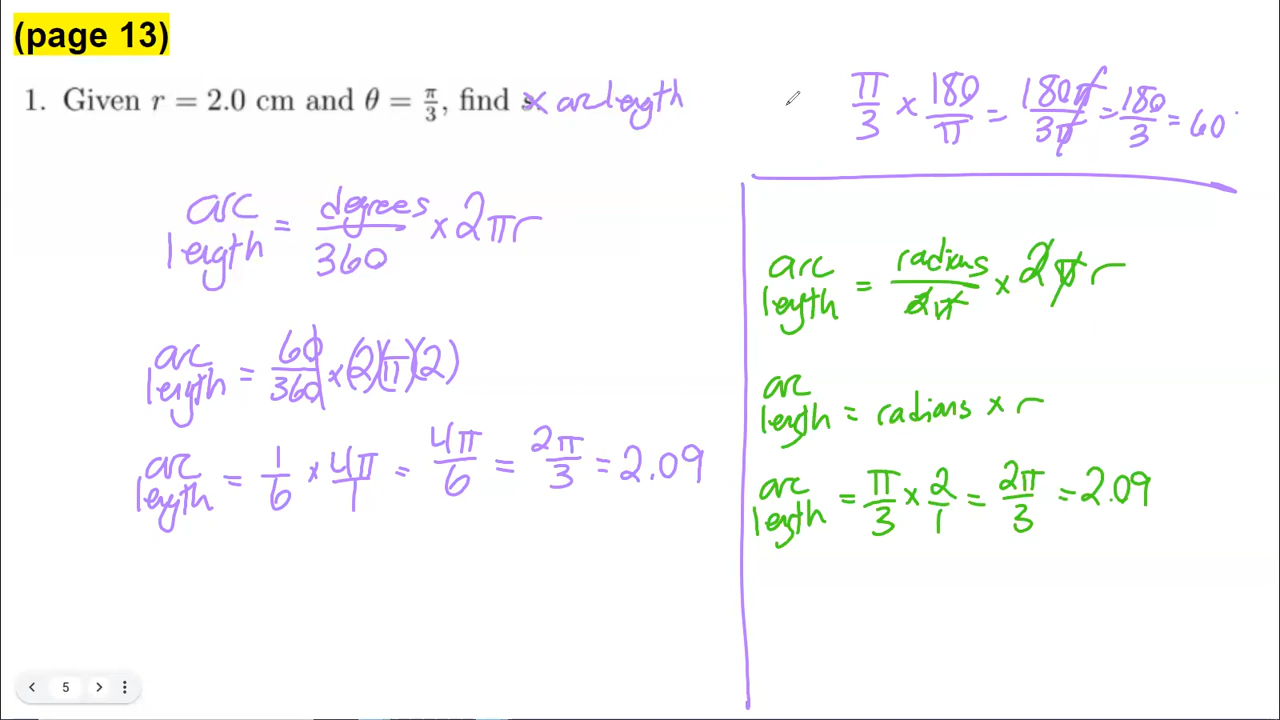 (page 13)
1. Given r = 2.0 cm and θ = π/3, find s arc length
π/3 × 180/π = 180π/3π = 180/3 = 60°
arc length = degrees/360 × 2πr
arc length = 60/360 × (2)(π)(2)
arc length = 1/6 × 4π/1 = 4π/6 = 2π/3 = 2.09
arc length = radians/2π × 2πr
arc length = radians × r
arc length = π/3 × 2/1 = 2π/3 = 2.09
5